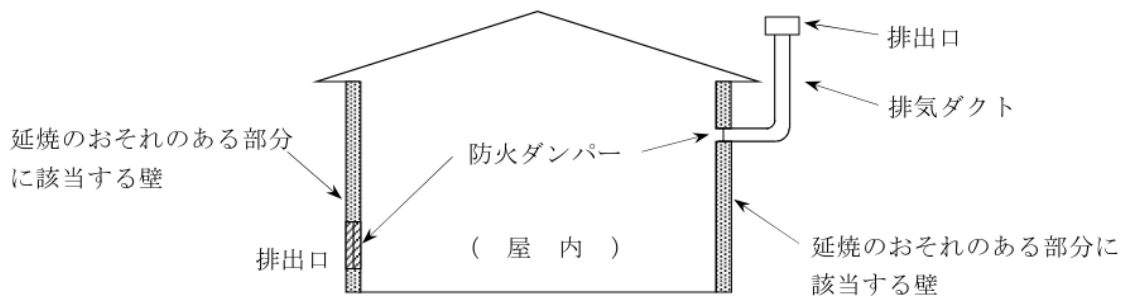 排出口
排気ダクト
延焼のおそれのある部分
に該当する壁
防火ダンパー
排出口
（ 屋 内 ）
延焼のおそれのある部分に
該当する壁